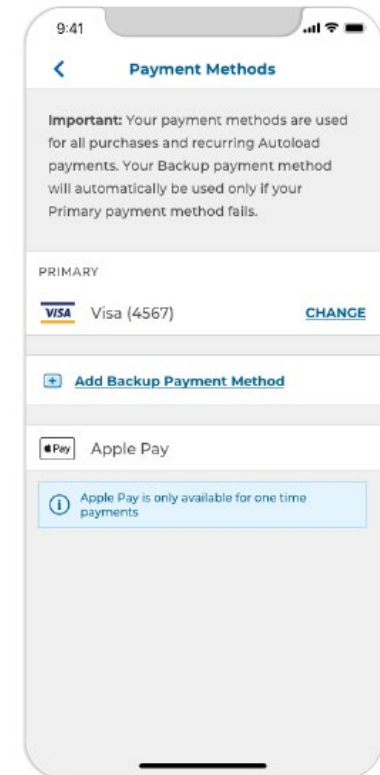 9:41
Payment Methods
Important: Your payment methods are used
for all purchases and recurring Autoload
payments. Your Backup payment method
will automatically be used only if your
Primary payment method fails.
PRIMARY
VISA Visa (4567) CHANGE
Add Backup Payment Method
Pay Apple Pay
Apple Pay is only available for one time
payments